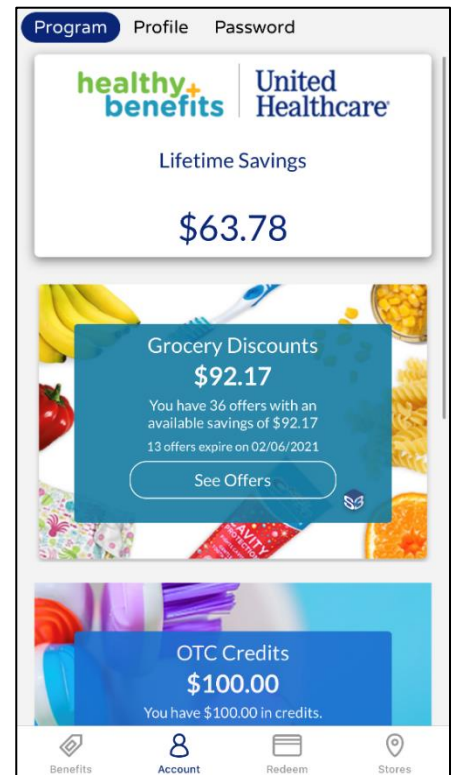 Program Profile Password
healthy+ benefits
United Healthcare
Lifetime Savings
$63.78
Grocery Discounts
$92.17
You have 36 offers with an
available savings of $92.17
13 offers expire on 02/06/2021
See Offers
CAVITY
PROTECTION
OTC Credits
$100.00
You have $100.00 in credits.
Benefits Account Redeem Stores